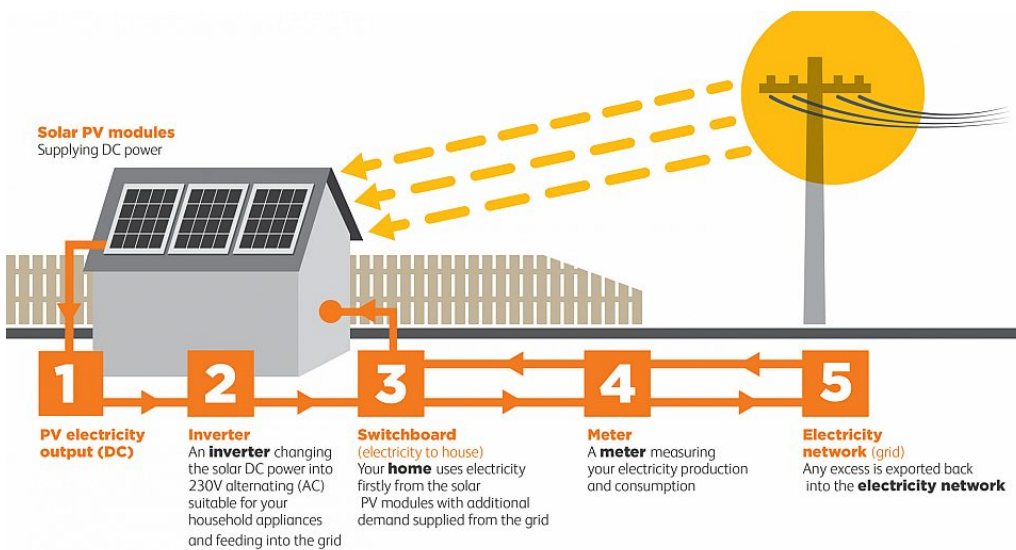 Solar PV modules
Supplying DC power
1
2
3
4
5
PV electricity
output (DC)
Inverter
An inverter changing
the solar DC power into
230V alternating (AC)
suitable for your
household appliances
and feeding into the grid
Switchboard
(electricity to house)
Your home uses electricity
firstly from the solar
PV modules with additional
demand supplied from the grid
Meter
A meter measuring
your electricity production
and consumption
Electricity
network (grid)
Any excess is exported back
into the electricity network